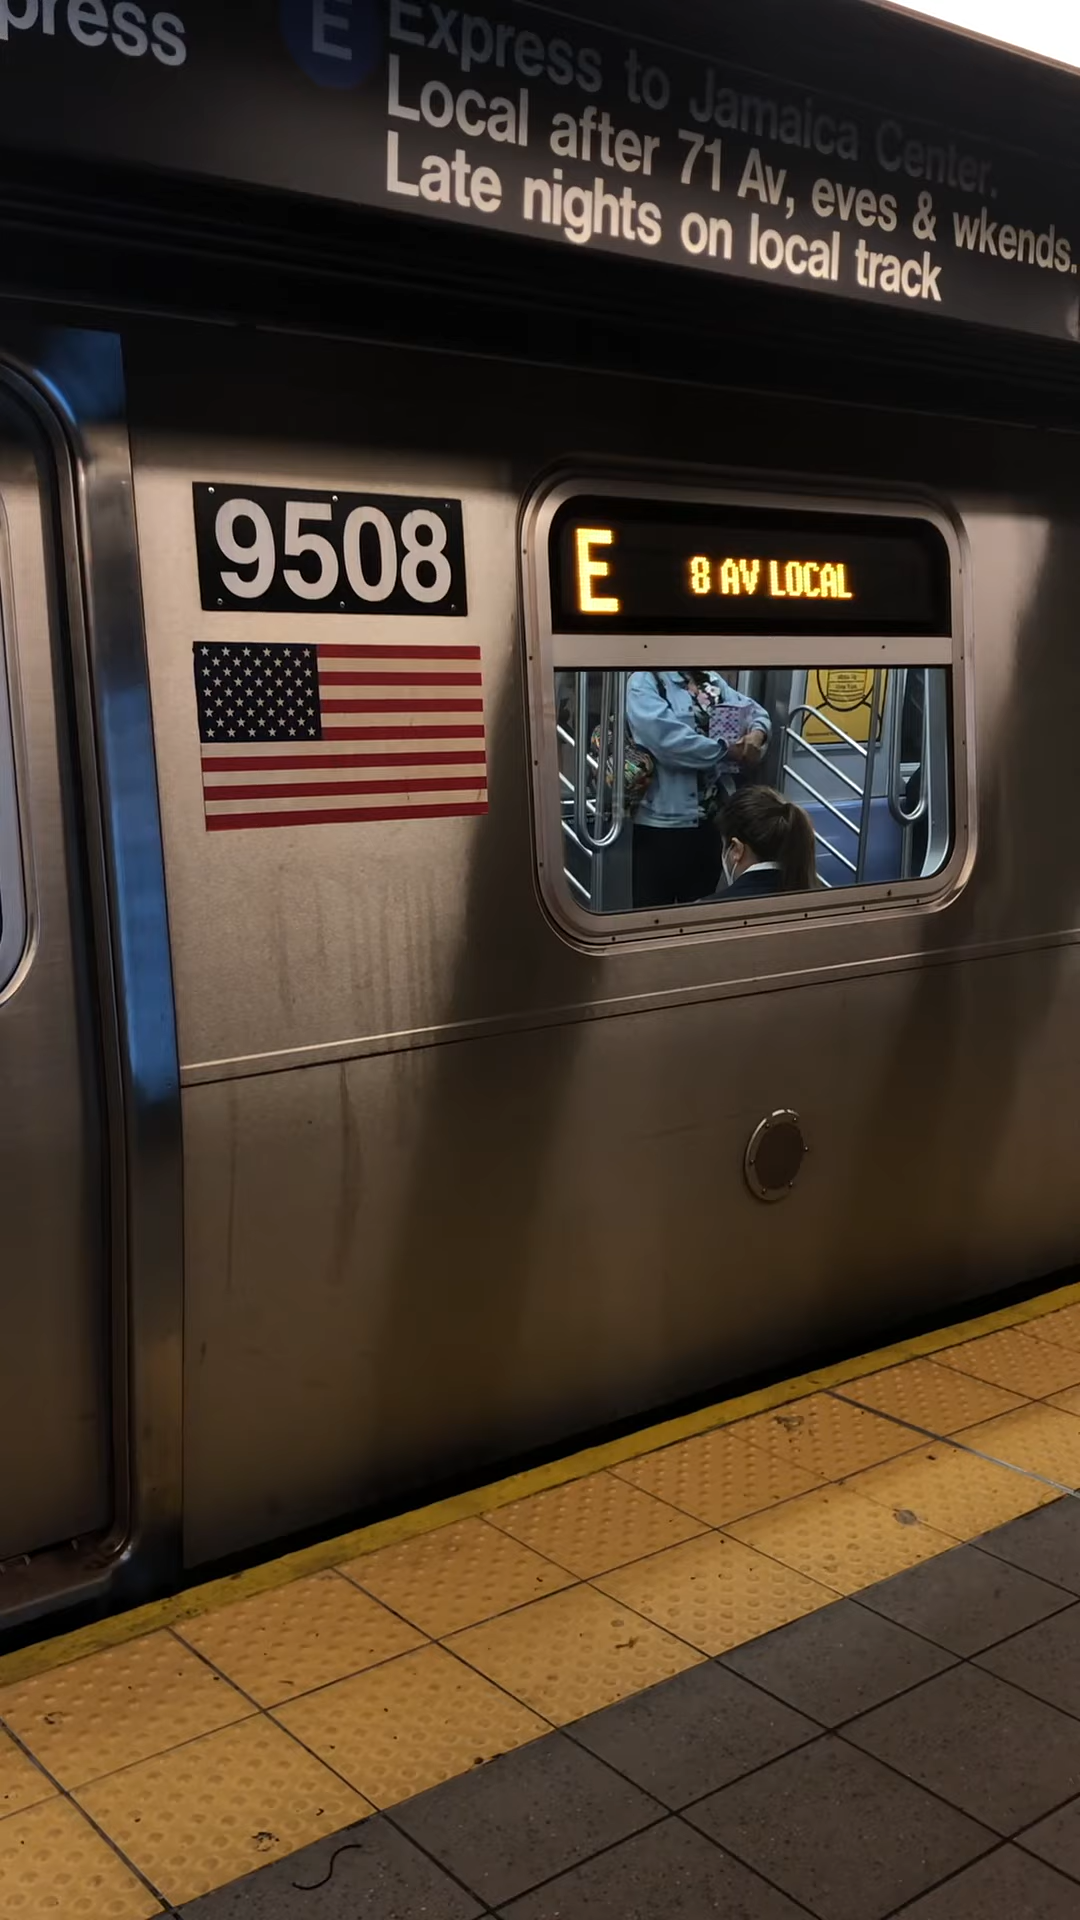 press
E Express to Jamaica Center.
Local after 71 Av, eves & wkends.
Late nights on local track
9508
E 8 AV LOCAL